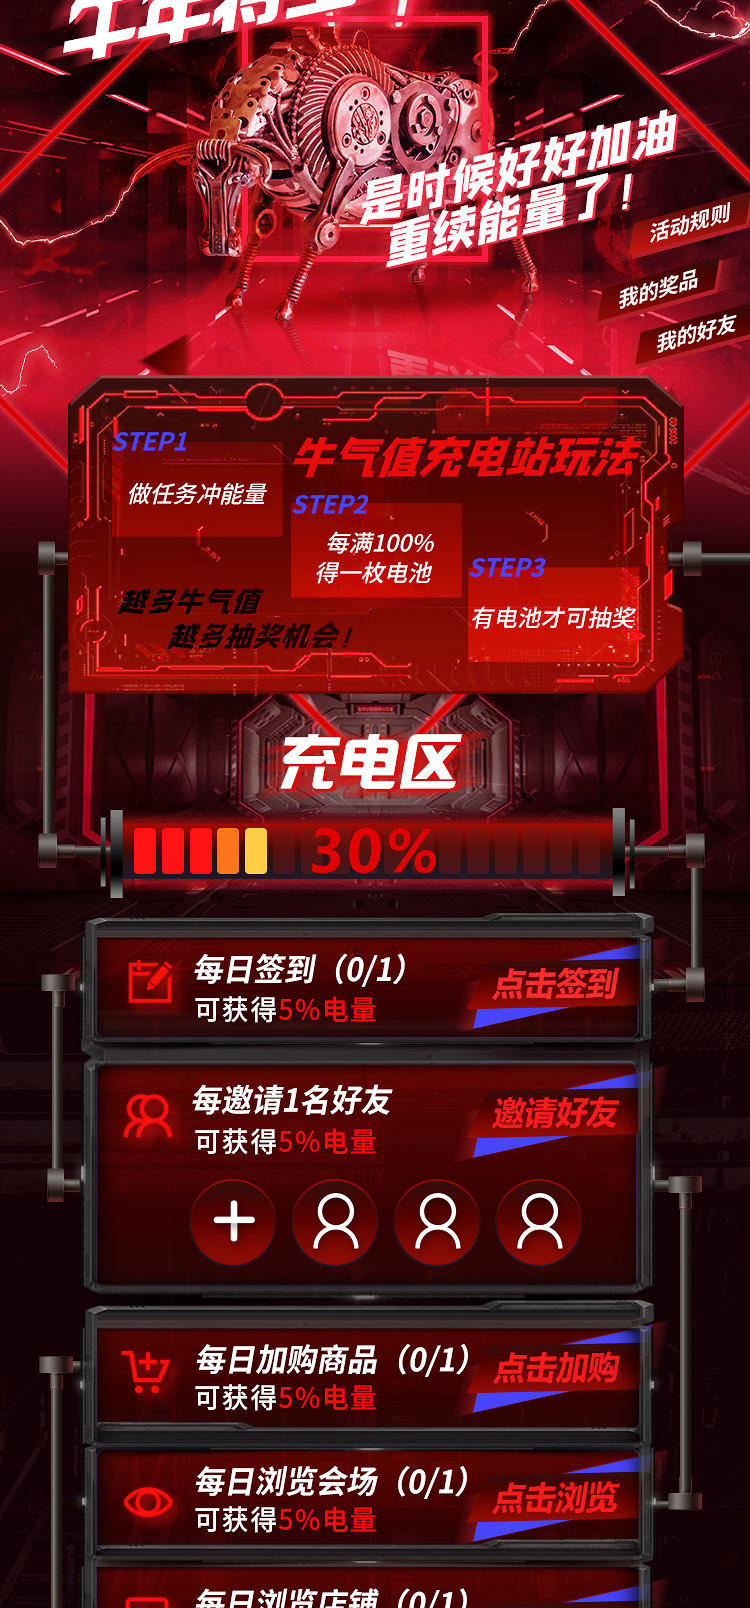 是时候好好加油
重续能量了！
活动规则
我的奖品
我的好友
STEP1
牛气值充电站玩法
做任务冲能量
STEP2
每满100%
得一枚电池
STEP3
越多牛气值
有电池才可抽奖
越多抽奖机会！
充电区
30%
每日签到（0/1）
可获得5%电量
点击签到
每邀请1名好友
可获得5%电量
邀请好友
每日加购商品（0/1）
可获得5%电量
点击加购
每日浏览会场（0/1）
可获得5%电量
点击浏览
每日浏览店铺（0/1）